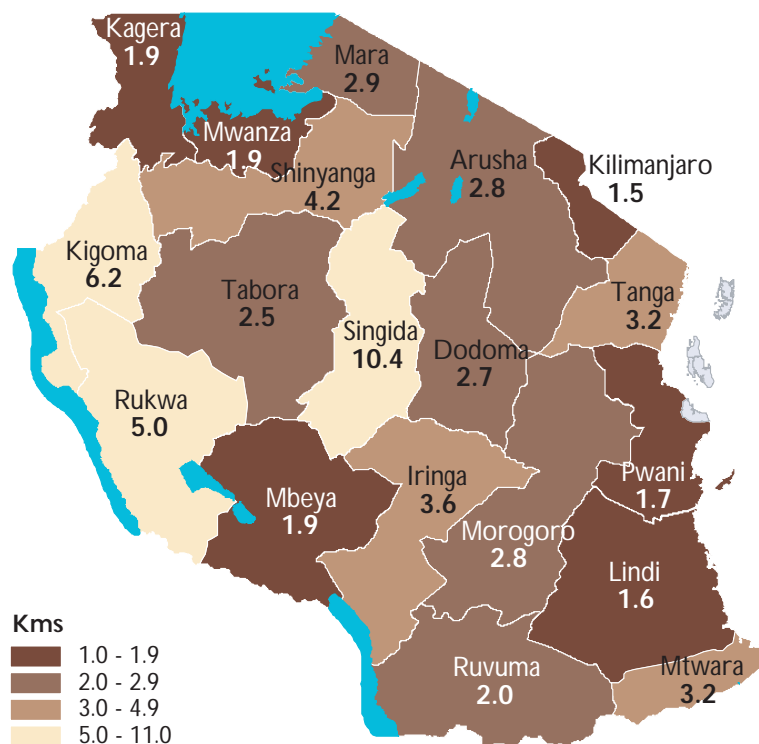 Kagera
1.9
Mara
2.9
Mwanza
1.9
Shinyanga
4.2
Arusha
2.8
Kilimanjaro
1.5
Kigoma
6.2
Tabora
2.5
Singida
10.4
Dodoma
2.7
Tanga
3.2
Rukwa
5.0
Mbeya
1.9
Iringa
3.6
Pwani
1.7
Morogoro
2.8
Lindi
1.6
Ruvuma
2.0
Mtwara
3.2
Kms
1.0 - 1.9
2.0 - 2.9
3.0 - 4.9
5.0 - 11.0